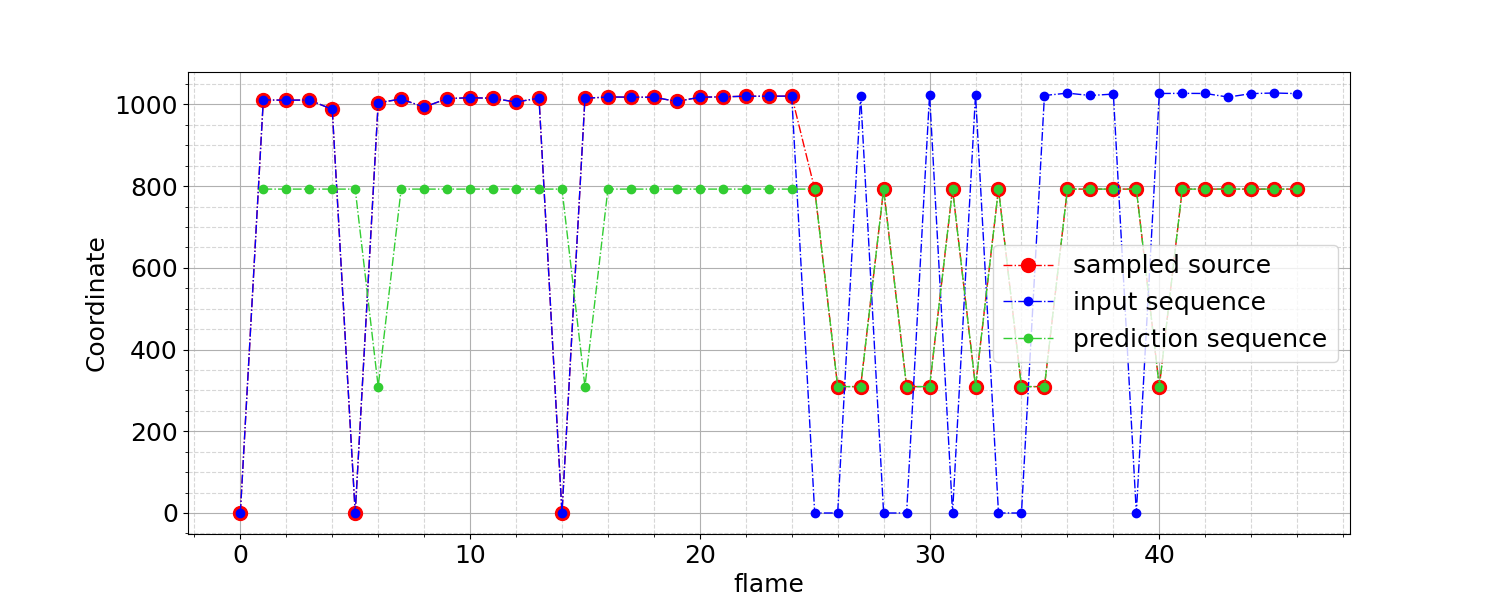 1000
800
600
400
200
0
Coordinate
sampled source
input sequence
prediction sequence
0 10 20 30 40
flame